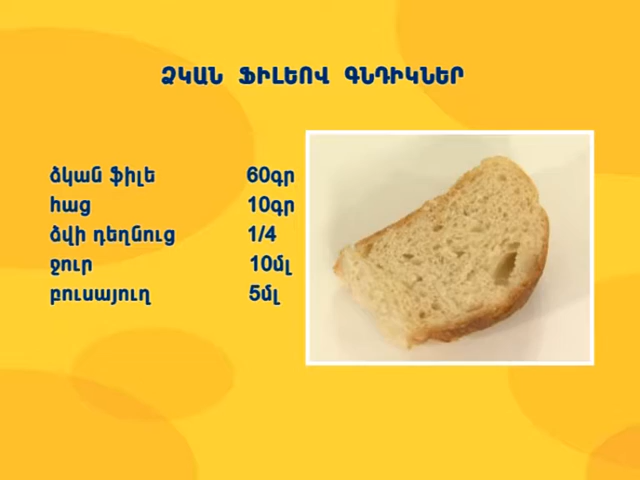 ՁԿԱՆ ՖԻԼԵՈՎ ԳՆԴԻԿՆԵՐ
ձկան ֆիլե 60գր
հաց 10գր
ձվի դեղնուց 1/4
ջուր 10մլ
բուսայուղ 5մլ